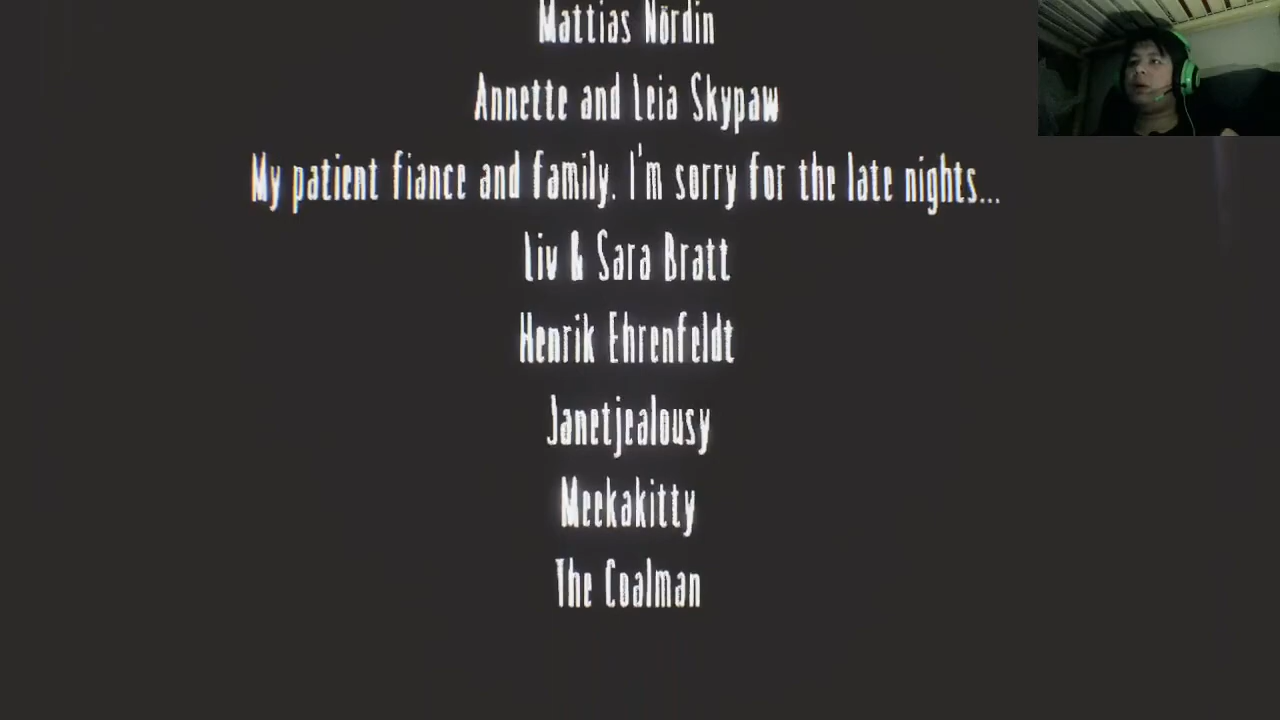 Mattias Nördin
Annette and Leia Skypaw
My patient fiance and family. I'm sorry for the late nights...
Liv & Sara Bratt
Henrik Ehrenfeldt
Janetjealousy
Meekakitty
The Coalman